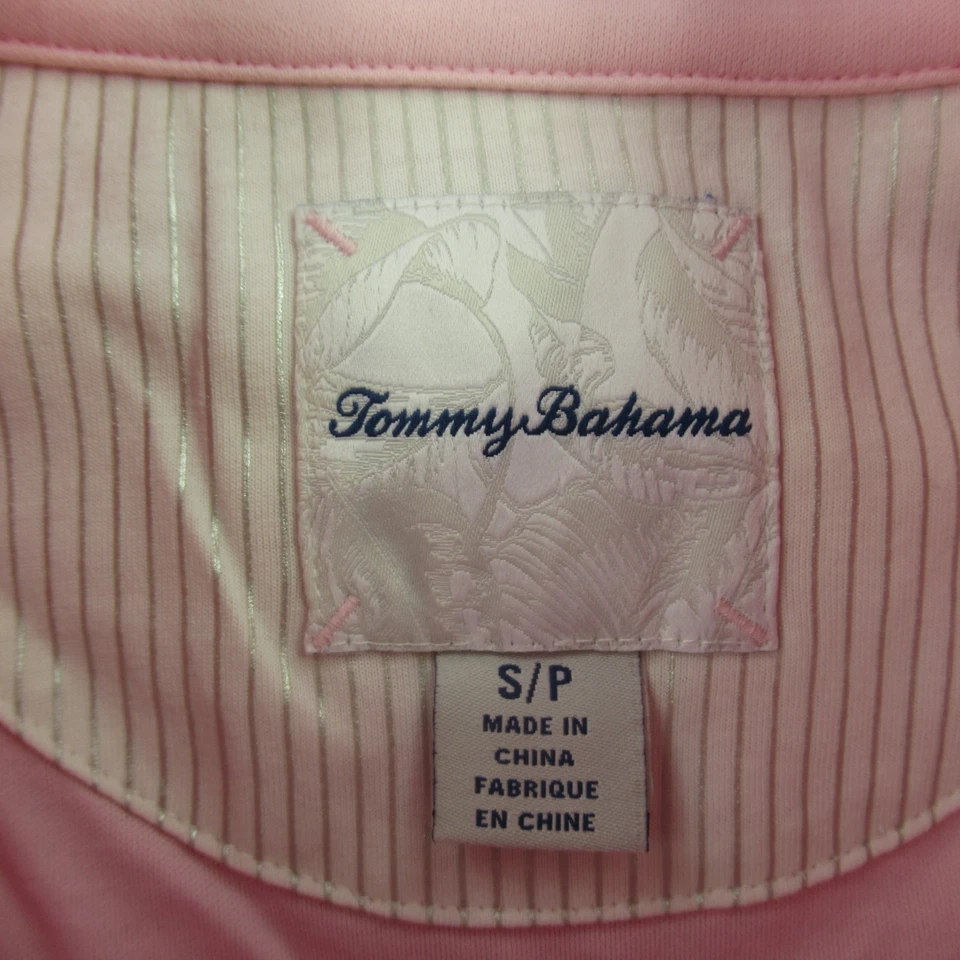 Tommy Bahama
S/P
MADE IN
CHINA
FABRIQUE
EN CHINE